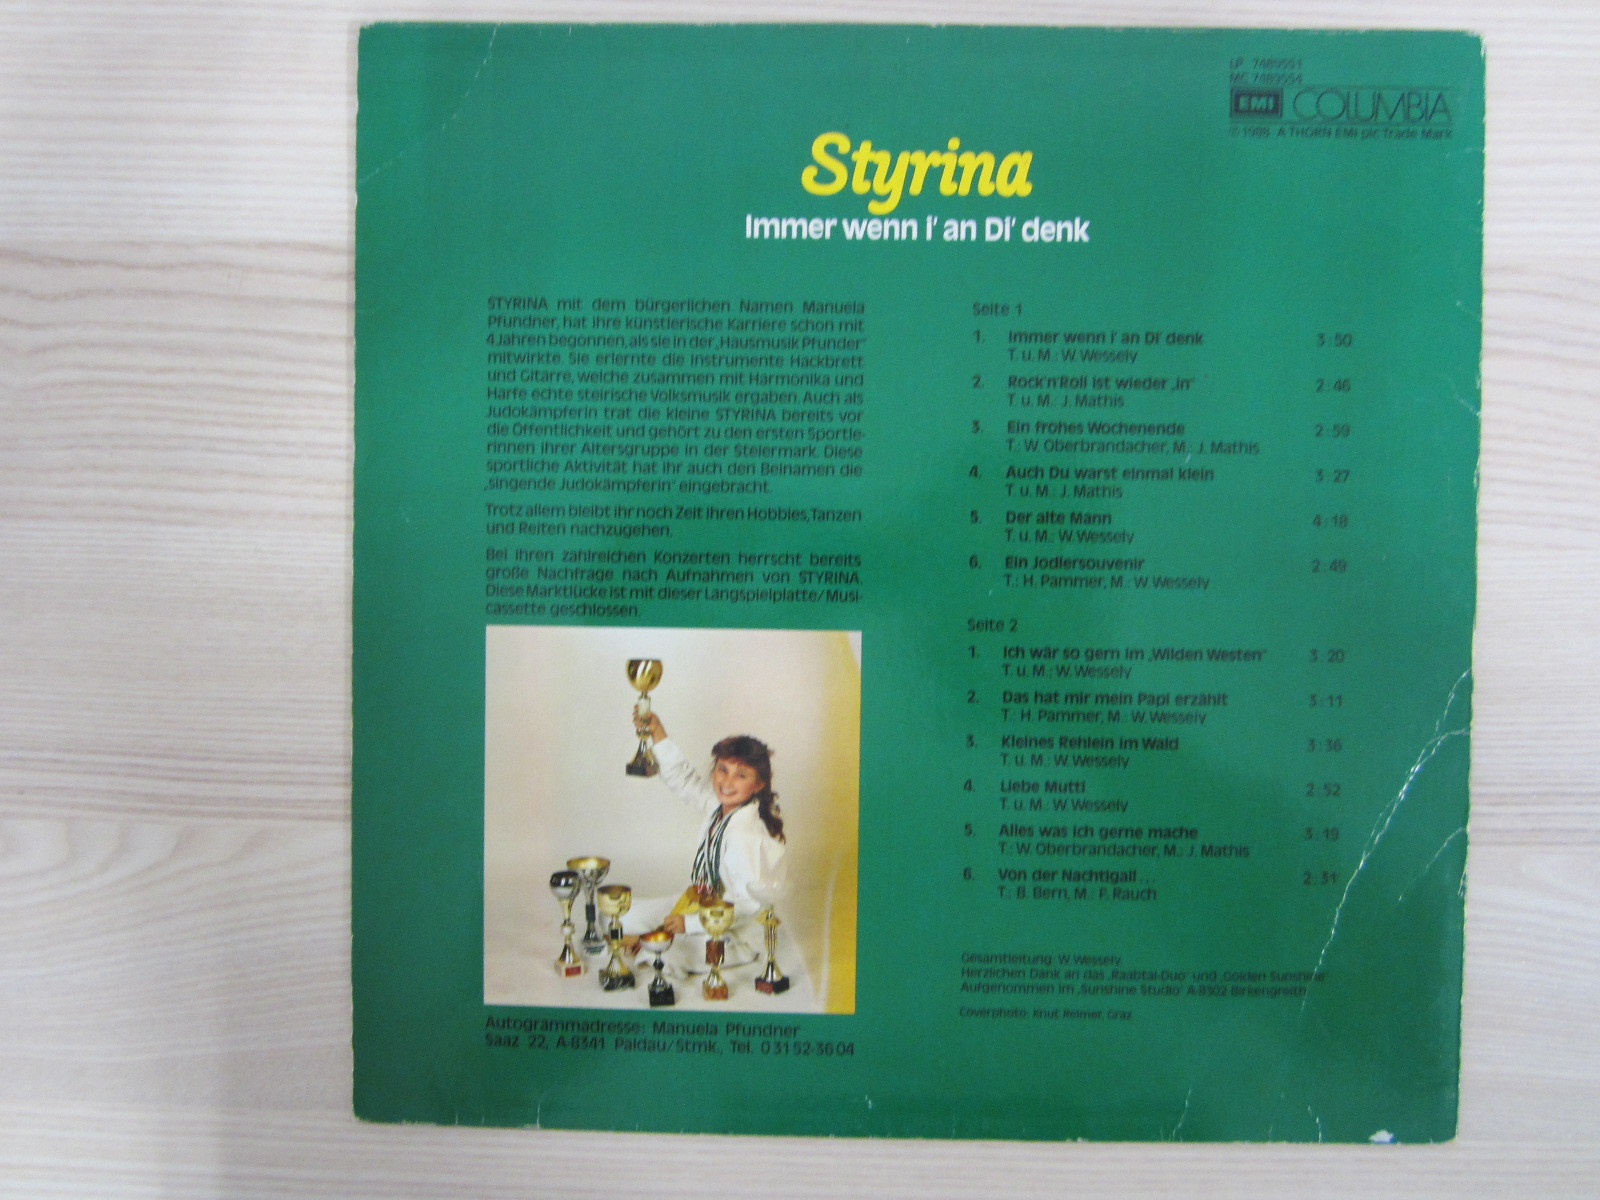 LP 7489551
MC 7489554
EMI COLUMBIA
© 1988 A THORN EMI plc Trade Mark
Styrina
Immer wenn i' an Di' denk
STYRINA mit dem bürgerlichen Namen Manuela
Pfundner, hat ihre künstlerische Karriere schon mit
4 Jahren begonnen, als sie in der „Hausmusik Pfunder“
mitwirkte. Sie erlernte die Instrumente Hackbrett
und Gitarre, welche zusammen mit Harmonika und
Harfe echte steirische Volksmusik ergaben. Auch als
Judokämpferin trat die kleine STYRINA bereits vor
die Öffentlichkeit und gehört zu den ersten Sportle-
rinnen ihrer Altersgruppe in der Steiermark. Diese
sportliche Aktivität hat ihr auch den Beinamen die
„singende Judokämpferin“ eingebracht.
Trotz allem bleibt ihr noch Zeit ihren Hobbies, Tanzen
und Reiten nachzugehen.
Bei ihren zahlreichen Konzerten herrscht bereits
große Nachfrage nach Aufnahmen von STYRINA.
Diese Marktlücke ist mit dieser Langspielplatte/Musi-
cassette geschlossen.
Autogrammadresse: Manuela Pfundner
Saaz 22, A-8341 Paldau/Stmk., Tel. 0 31 52-36 04
Seite 1
1. Immer wenn i' an Di' denk 3:50
T. u. M.: W. Wessely
2. Rock'n'Roll ist wieder „in“ 2:46
T. u. M.: J. Mathis
3. Ein frohes Wochenende 2:59
T.: W. Oberbrandacher, M.: J. Mathis
4. Auch Du warst einmal klein 3:27
T. u. M.: J. Mathis
5. Der alte Mann 4:18
T. u. M.: W. Wessely
6. Ein Jodlersouvenir 2:49
T.: H. Pammer, M.: W. Wessely
Seite 2
1. Ich wär so gern im „Wilden Westen“ 3:20
T. u. M.: W. Wessely
2. Das hat mir mein Papi erzählt 3:11
T.: H. Pammer, M.: W. Wessely
3. Kleines Rehlein im Wald 3:36
T. u. M.: W. Wessely
4. Liebe Mutti 2:52
T. u. M.: W. Wessely
5. Alles was ich gerne mache 3:19
T.: W. Oberbrandacher, M.: J. Mathis
6. Von der Nachtigall... 2:31
T.: B. Bern, M.: F. Rauch
Gesamtleitung: W. Wessely
Herzlichen Dank an das „Raabtal-Duo“ und „Golden Sunshine“
Aufgenommen im „Sunshine Studio“ A-8302 Birkengreith
Coverphoto: Knut Reimer, Graz